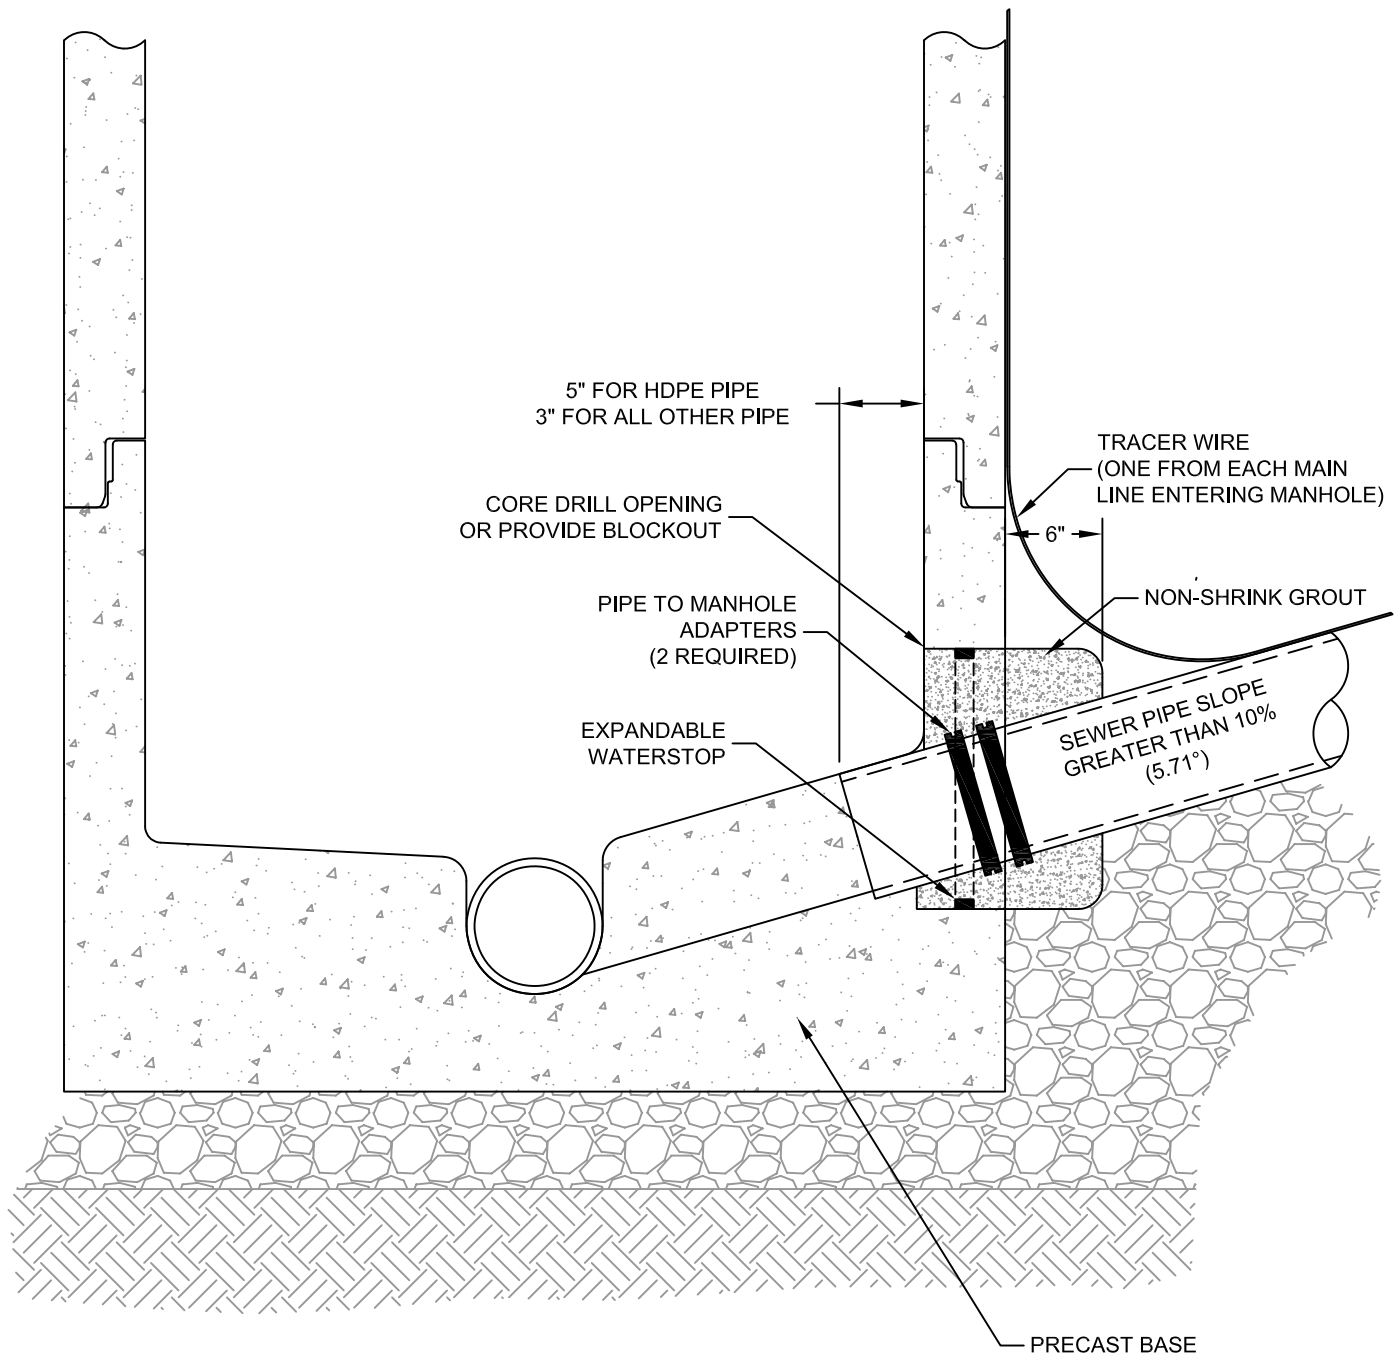 5" FOR HDPE PIPE
3" FOR ALL OTHER PIPE
TRACER WIRE
(ONE FROM EACH MAIN
LINE ENTERING MANHOLE)
CORE DRILL OPENING
OR PROVIDE BLOCKOUT
6"
NON-SHRINK GROUT
PIPE TO MANHOLE
ADAPTERS
(2 REQUIRED)
EXPANDABLE
WATERSTOP
SEWER PIPE SLOPE
GREATER THAN 10%
(5.71°)
PRECAST BASE